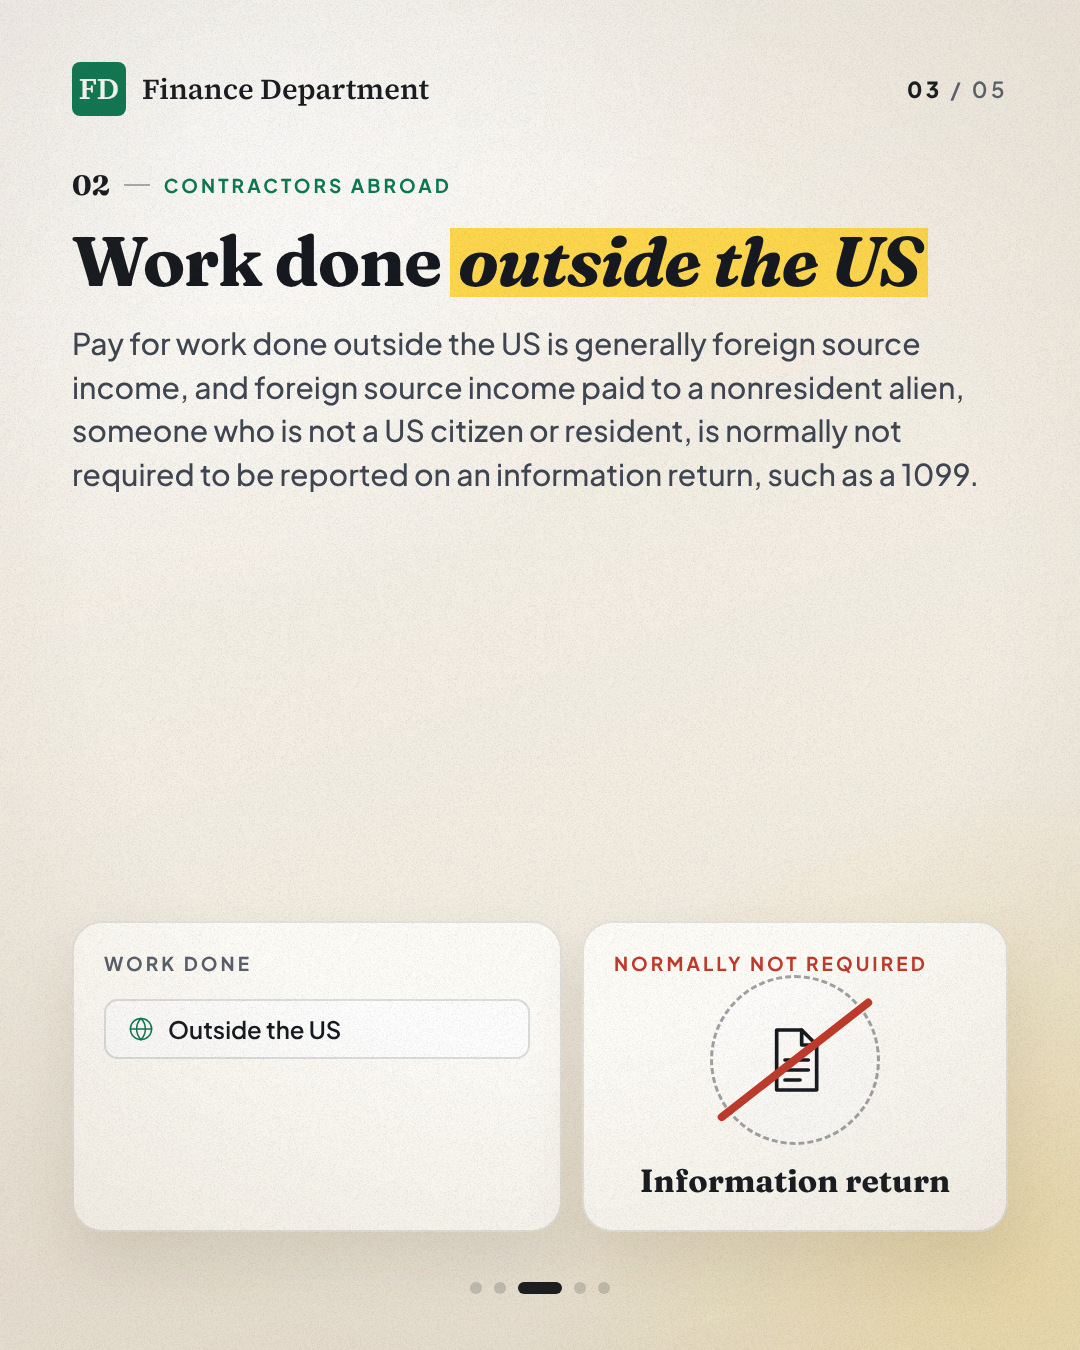 FD Finance Department
03 / 05
02 — CONTRACTORS ABROAD
Work done outside the US
Pay for work done outside the US is generally foreign source
income, and foreign source income paid to a nonresident alien,
someone who is not a US citizen or resident, is normally not
required to be reported on an information return, such as a 1099.
WORK DONE
Outside the US
NORMALLY NOT REQUIRED
Information return